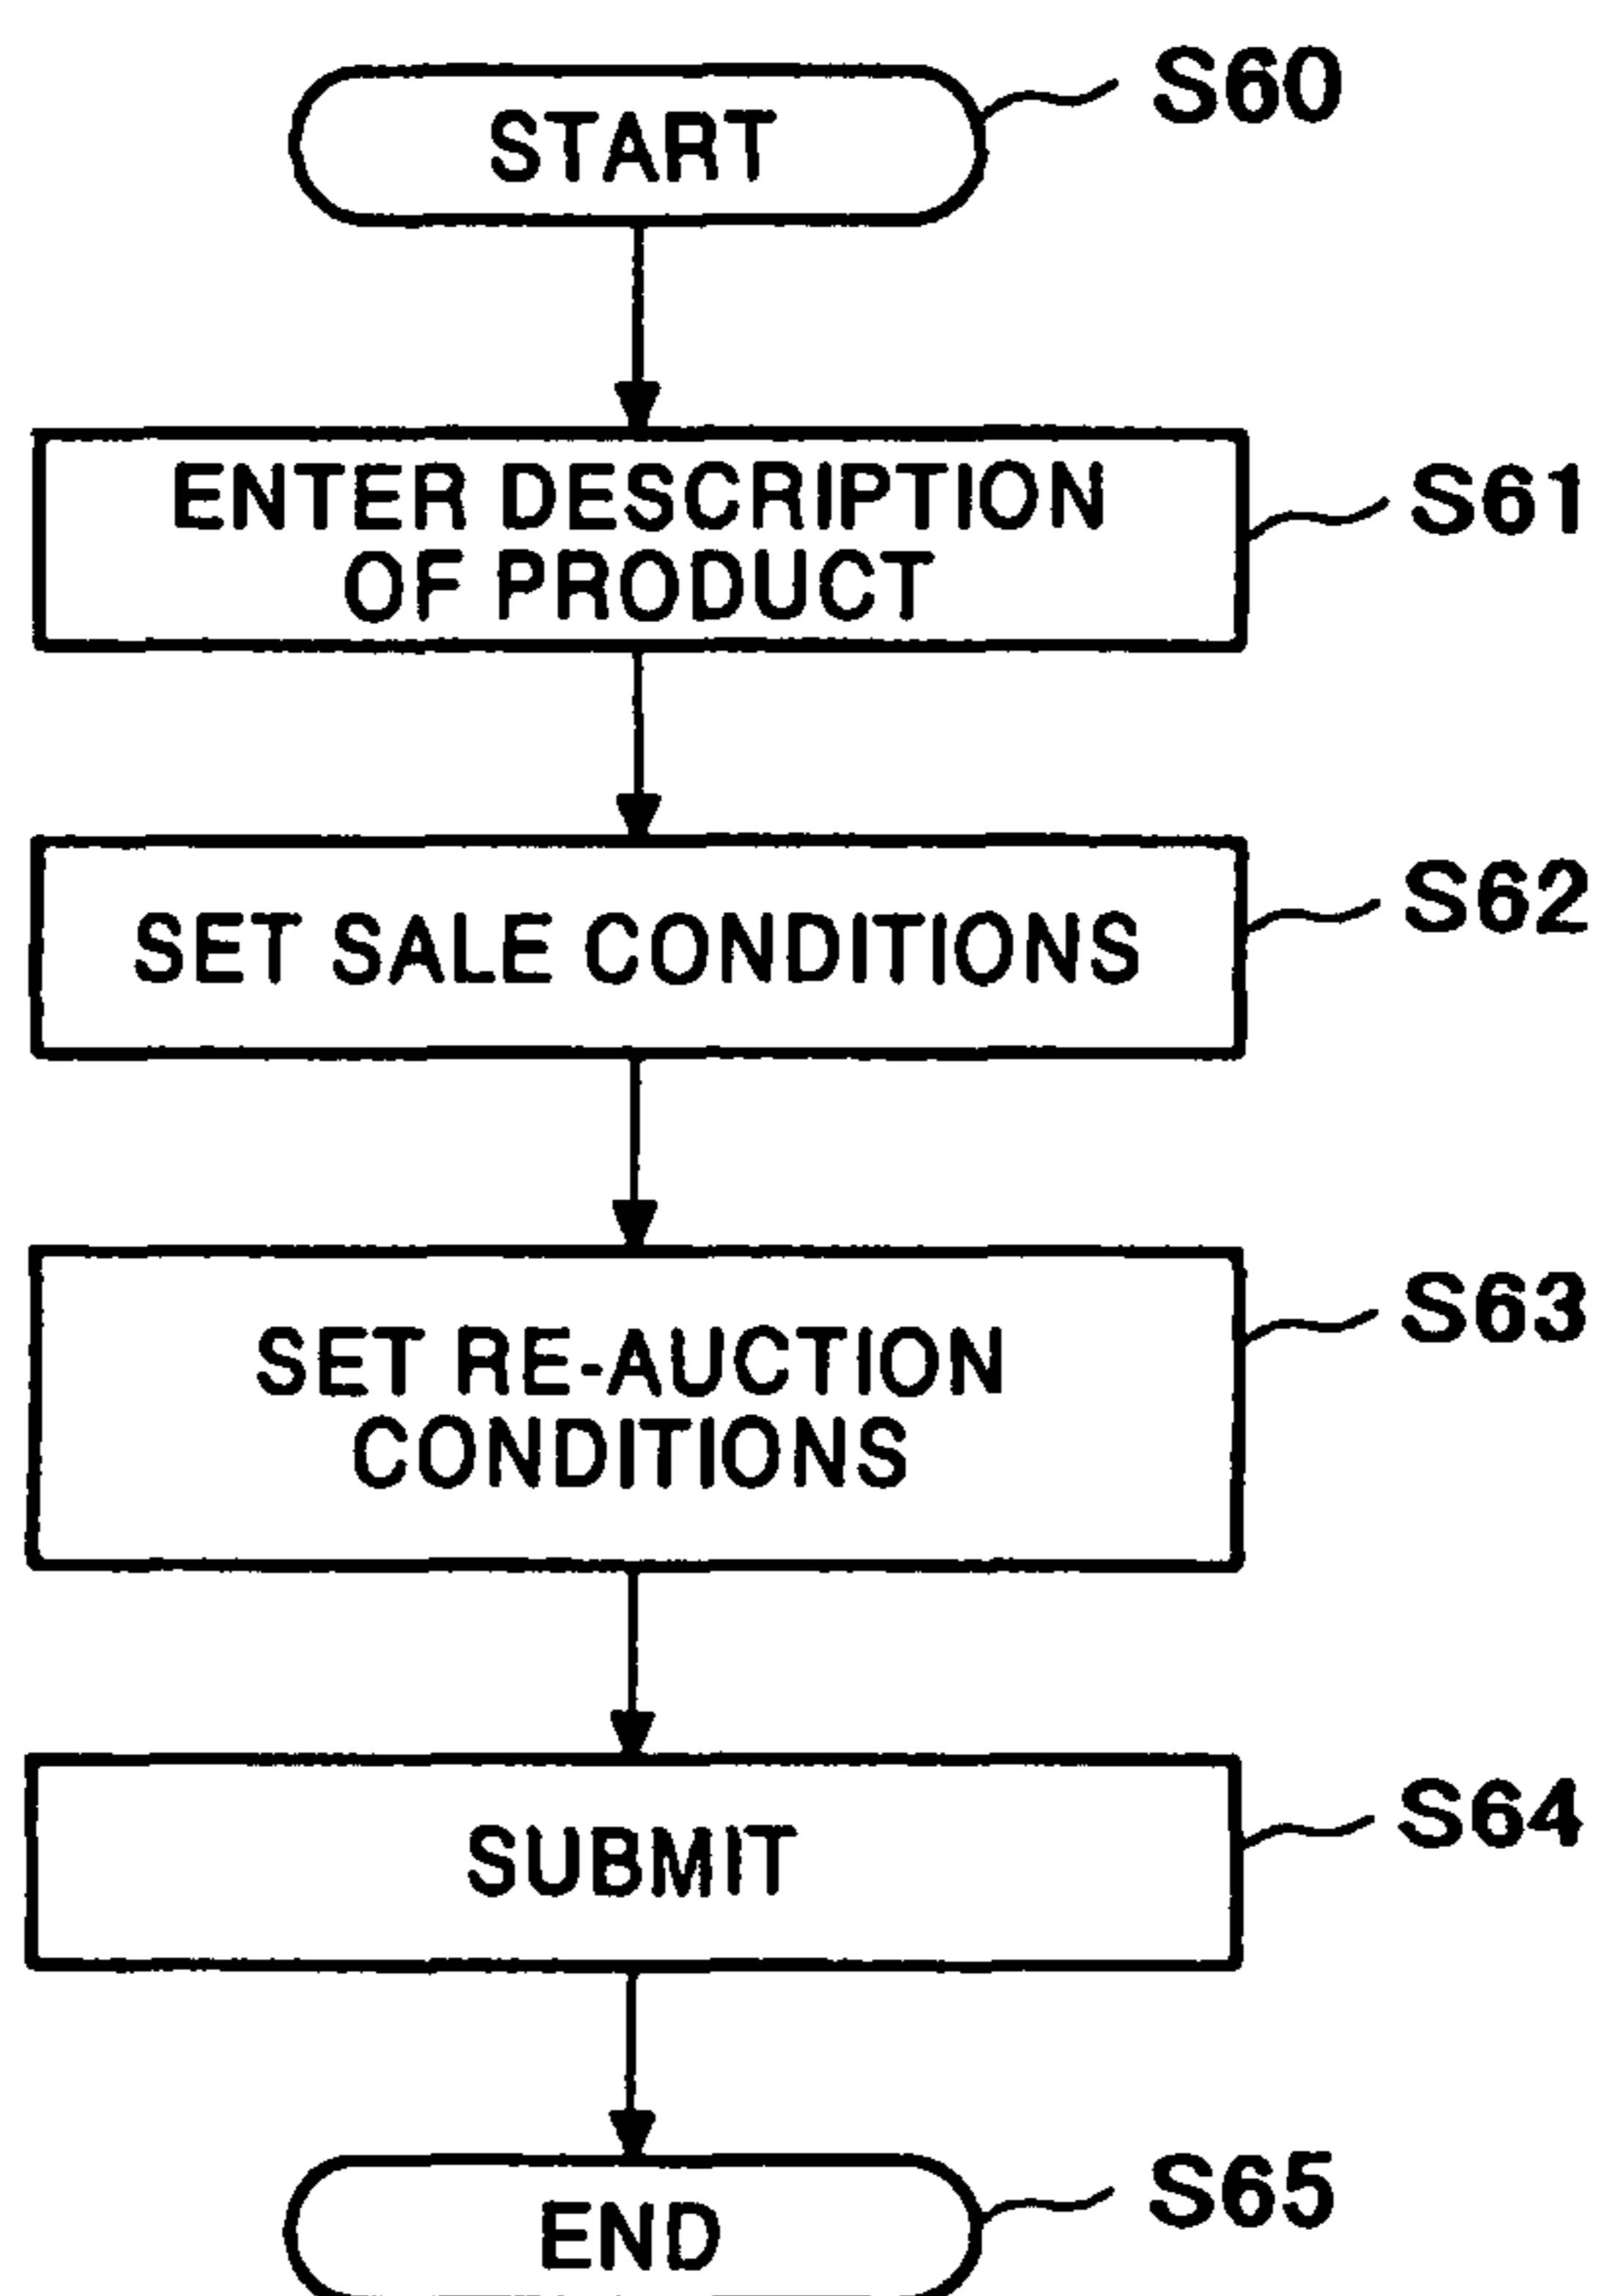 START
S60
ENTER DESCRIPTION
OF PRODUCT
S61
SET SALE CONDITIONS
S62
SET RE-AUCTION
CONDITIONS
S63
SUBMIT
S64
END
S65